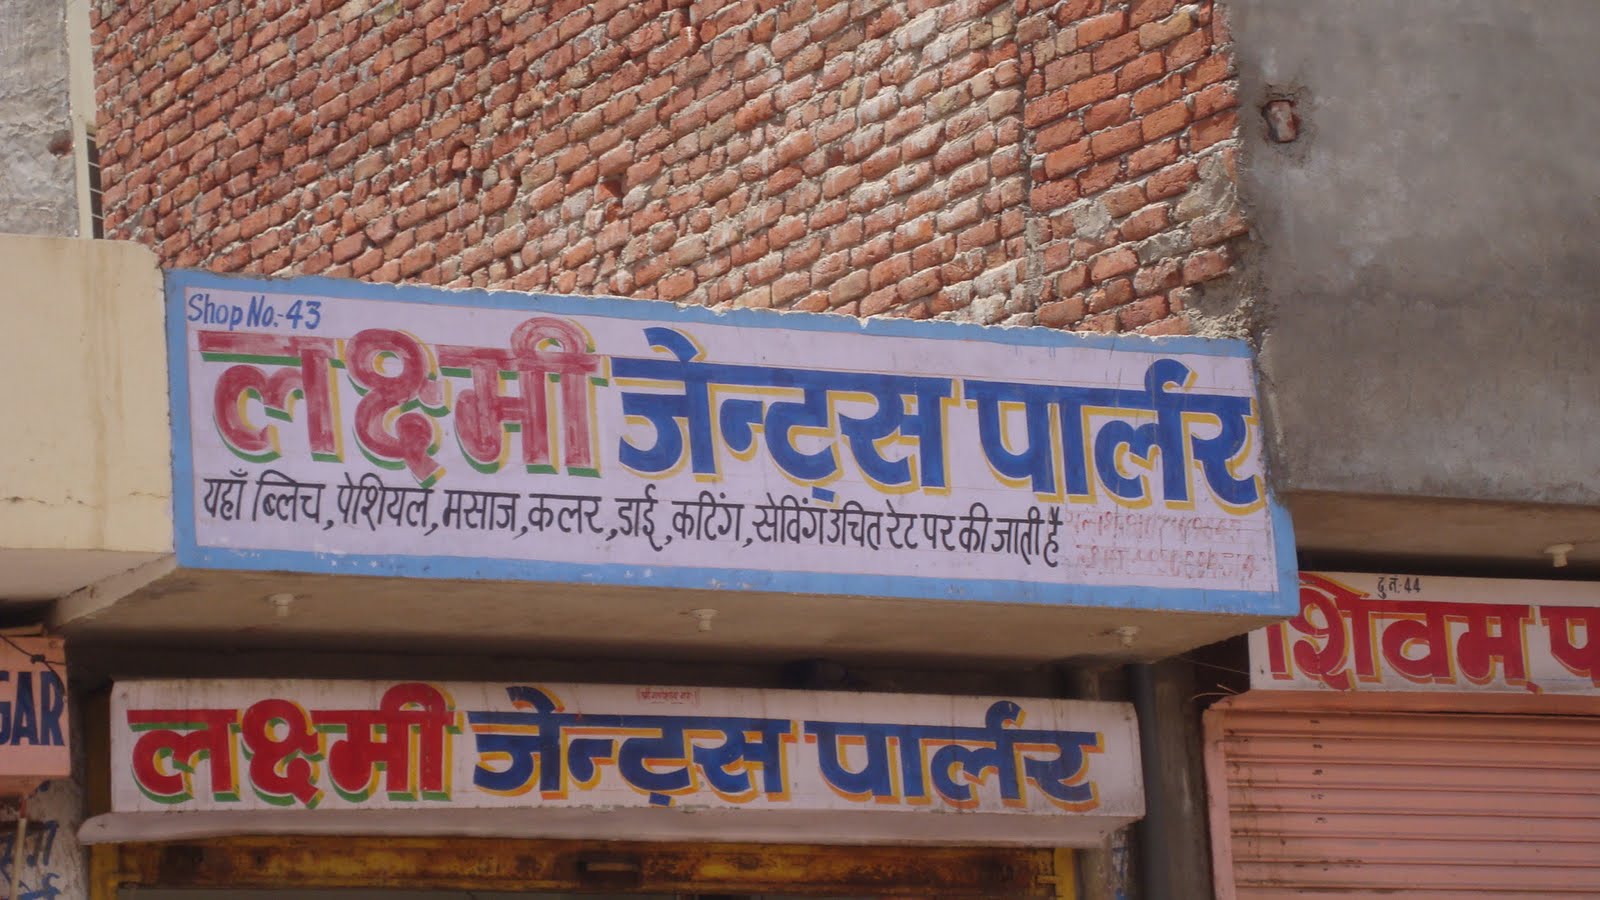 Shop No.-43
लक्ष्मी जेन्ट्स पार्लर
यहाँ ब्लिच, पेशियल, मसाज, कलर, डाई, कटिंग, सेविंग उचित रेट पर की जाती है
दु नं.-44
शिवम् प
लक्ष्मी जेन्ट्स पार्लर
GAR